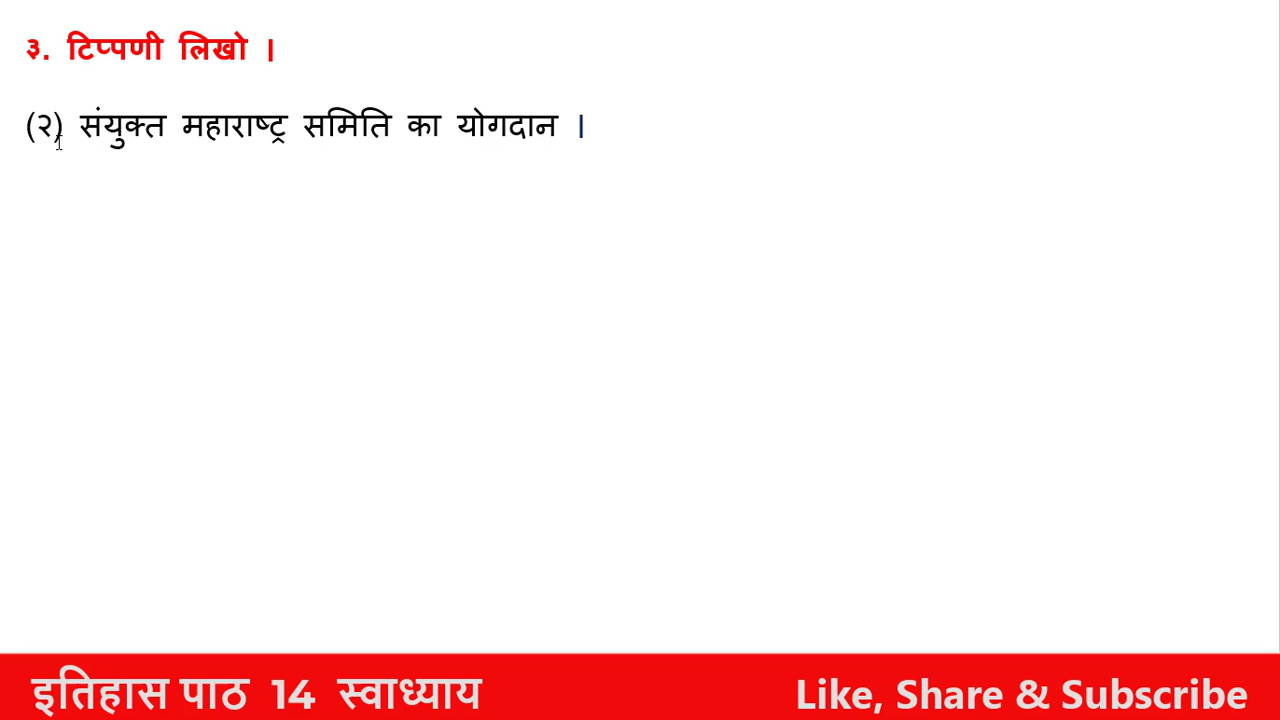 ३. टिप्पणी लिखो ।
(२) संयुक्त महाराष्ट्र समिति का योगदान ।
इतिहास पाठ 14 स्वाध्याय
Like, Share & Subscribe